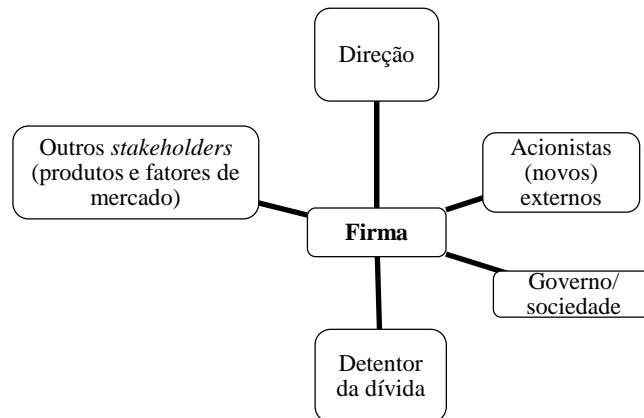 Direção
Outros stakeholders
(produtos e fatores de
mercado)
Acionistas
(novos)
externos
Firma
Governo/
sociedade
Detentor
da dívida